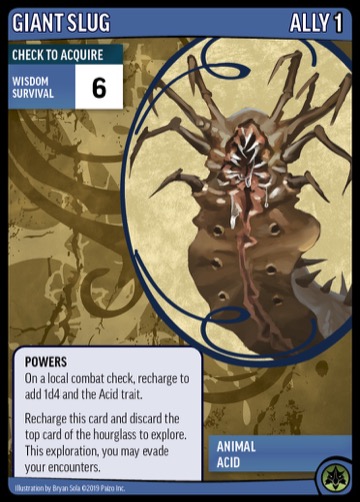 GIANT SLUG
ALLY 1
CHECK TO ACQUIRE
WISDOM
SURVIVAL
6
POWERS
On a local combat check, recharge to
add 1d4 and the Acid trait.
Recharge this card and discard the
top card of the hourglass to explore.
This exploration, you may evade
your encounters.
ANIMAL
ACID
Illustration by Bryan Sola ©2019 Paizo Inc.